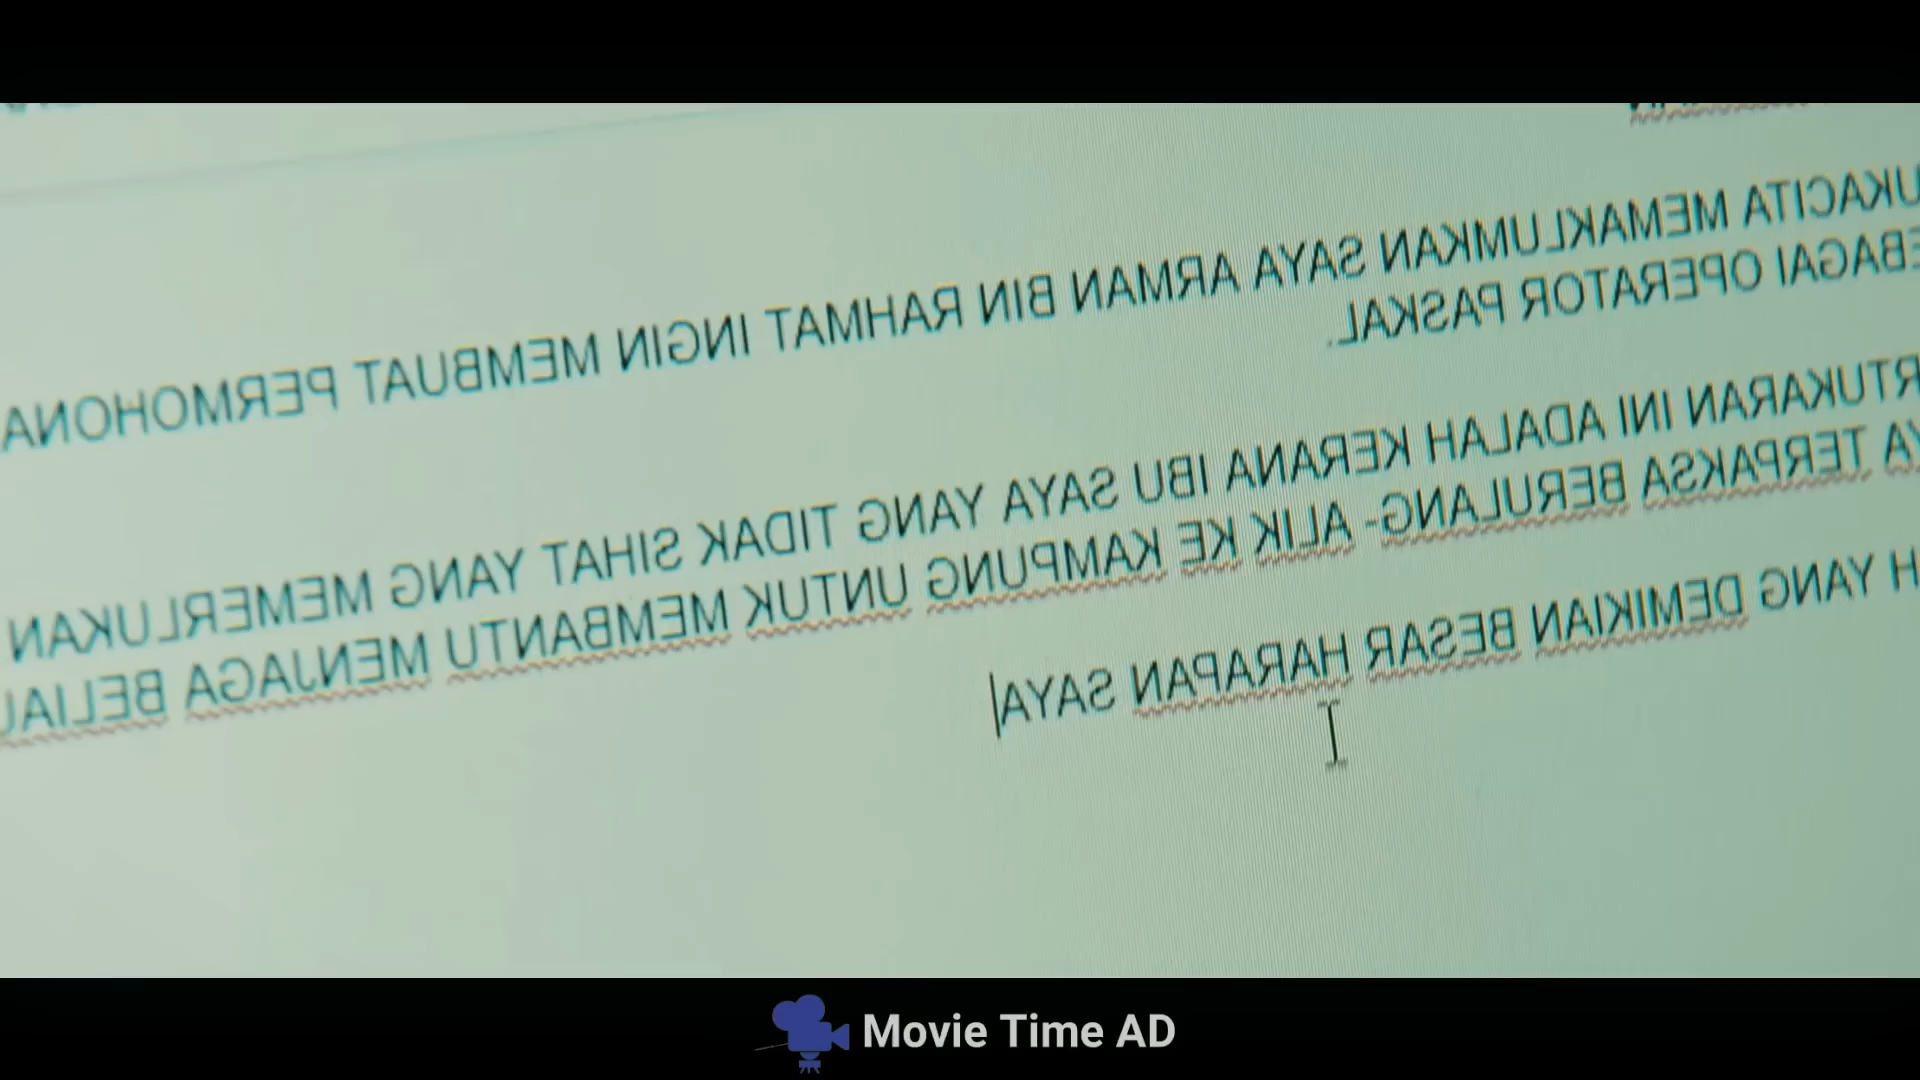 UKACITA MEMAKLUMKAN SAYA ARMAN BIN RAHMAT INGIN MEMBUAT PERMOHONA
EBAGAI OPERATOR PASKAL.
RTUKARAN INI ADALAH KERANA IBU SAYA YANG TIDAK SIHAT YANG MEMERLUKAN
YA TERPAKSA BERULANG- ALIK KE KAMPUNG UNTUK MEMBANTU MENJAGA BELIAU
H YANG DEMIKIAN BESAR HARAPAN SAYA
Movie Time AD